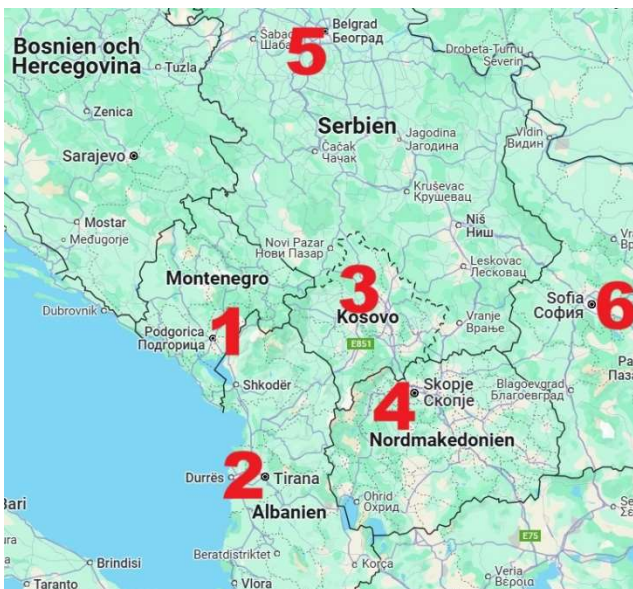 5
Belgrad
Београд
Šabac
Шаба
Drobeta-Turnu
Severin
Bosnien och
Hercegovina
Tuzla
Zenica
Serbien
Jagodina
Јагодина
Vidin
Видин
Čačak
Чачак
Sarajevo
Kruševac
Крушевац
Mostar
Međugorje
Niš
Ниш
Novi Pazar
Нови Пазар
Leskovac
Лесковац
Montenegro
3
Kosovo
6
Sofia
София
Dubrovnik
1
Podgorica
Подгорица
Vranje
Врање
E851
Shkodër
4
Skopje
Скопје
Blagoevgrad
Благоевград
Nordmakedonien
2
Durrës
Tirana
Albanien
Bari
Ohrid
Охрид
E75
Beratdistriktet
Brindisi
Korça
Veria
Βέροια
Taranto
Vlora